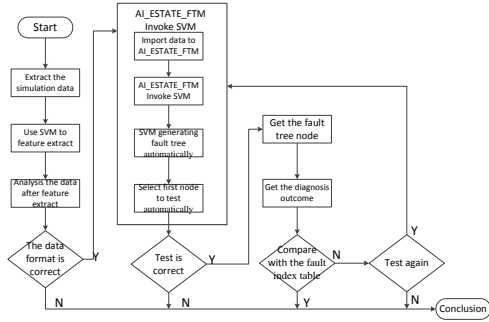 Start
Extract the
simulation data
Use SVM to
feature extract
Analysis the data
after feature
extract
The data
format is
correct
Y
N
AI_ESTATE_FTM
Invoke SVM
Import data to
AI_ESTATE_FTM
AI_ESTATE_FTM
Invoke SVM
SVM generating
fault tree
automatically
Select first node
to test
automatically
Test is
correct
Y
N
Get the fault
tree node
Get the diagnosis
outcome
Compare
with the fault
index table
N
Y
Test again
Y
N
Conclusion